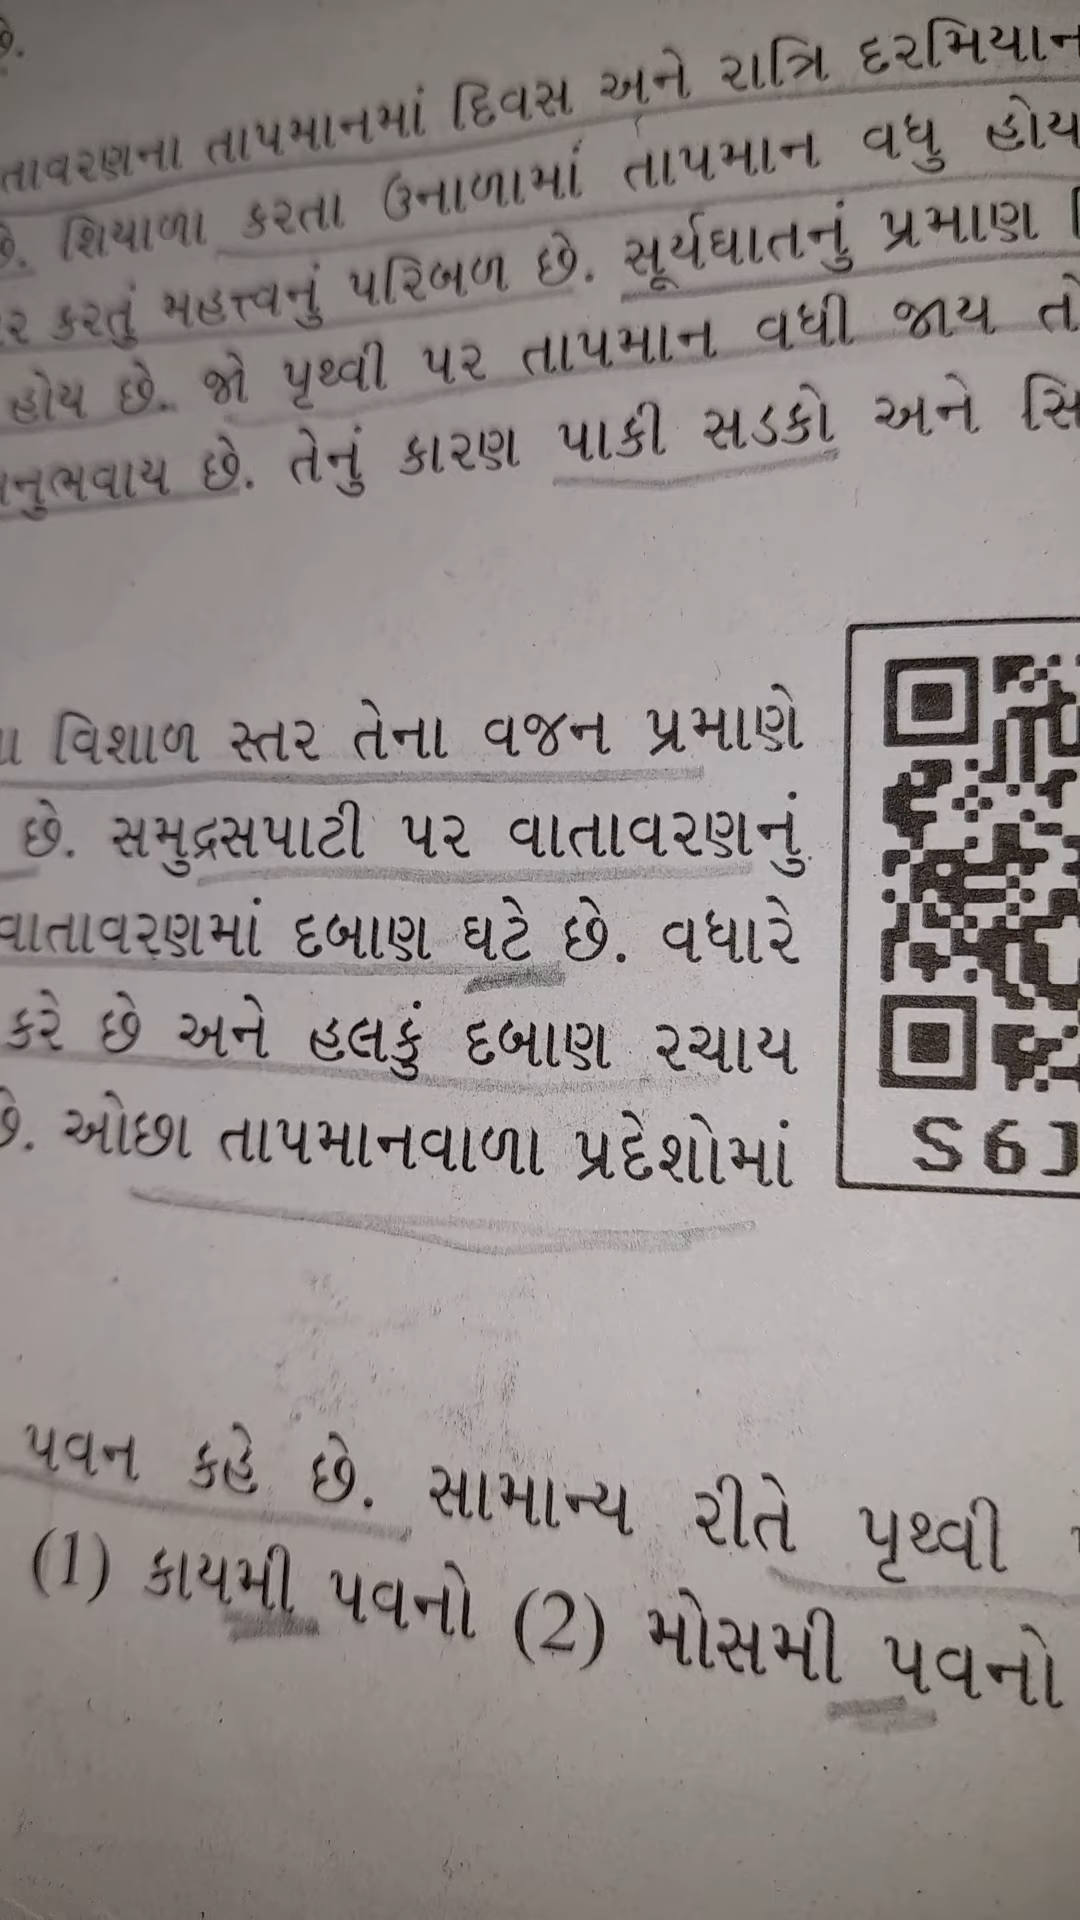 છે.
તાવરણના તાપમાનમાં દિવસ અને રાત્રિ દરમિયાન
છે. શિયાળા કરતા ઉનાળામાં તાપમાન વધુ હોય
કરતું મહત્ત્વનું પરિબળ છે. સૂર્યઘાતનું પ્રમાણ
હોય છે. જો પૃથ્વી પર તાપમાન વધી જાય તો
નુભવાય છે. તેનું કારણ પાકી સડકો અને સિ
વિશાળ સ્તર તેના વજન પ્રમાણે
છે. સમુદ્રસપાટી પર વાતાવરણનું
વાતાવરણમાં દબાણ ઘટે છે. વધારે
કરે છે અને હલકું દબાણ રચાય
છે. ઓછા તાપમાનવાળા પ્રદેશોમાં
S6J
પવન કહે છે. સામાન્ય રીતે પૃથ્વી
(1) કાયમી પવનો (2) મોસમી પવનો